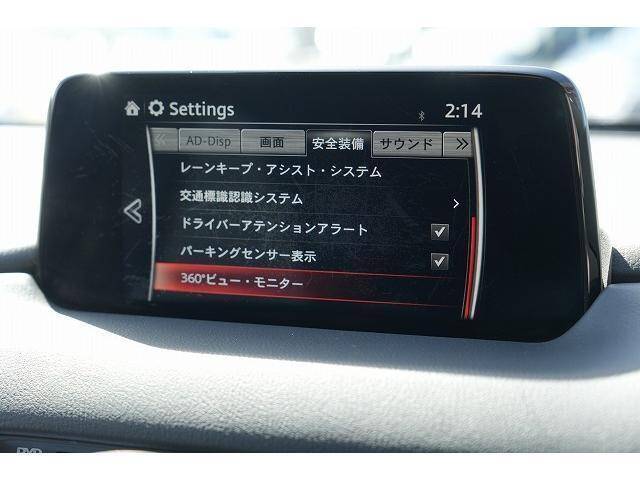 Settings
2:14
AD-Disp 画面 安全装備 サウンド
レーンキープ・アシスト・システム
交通標識認識システム
ドライバーアテンションアラート
パーキングセンサー表示
360°ビュー・モニター
DVD